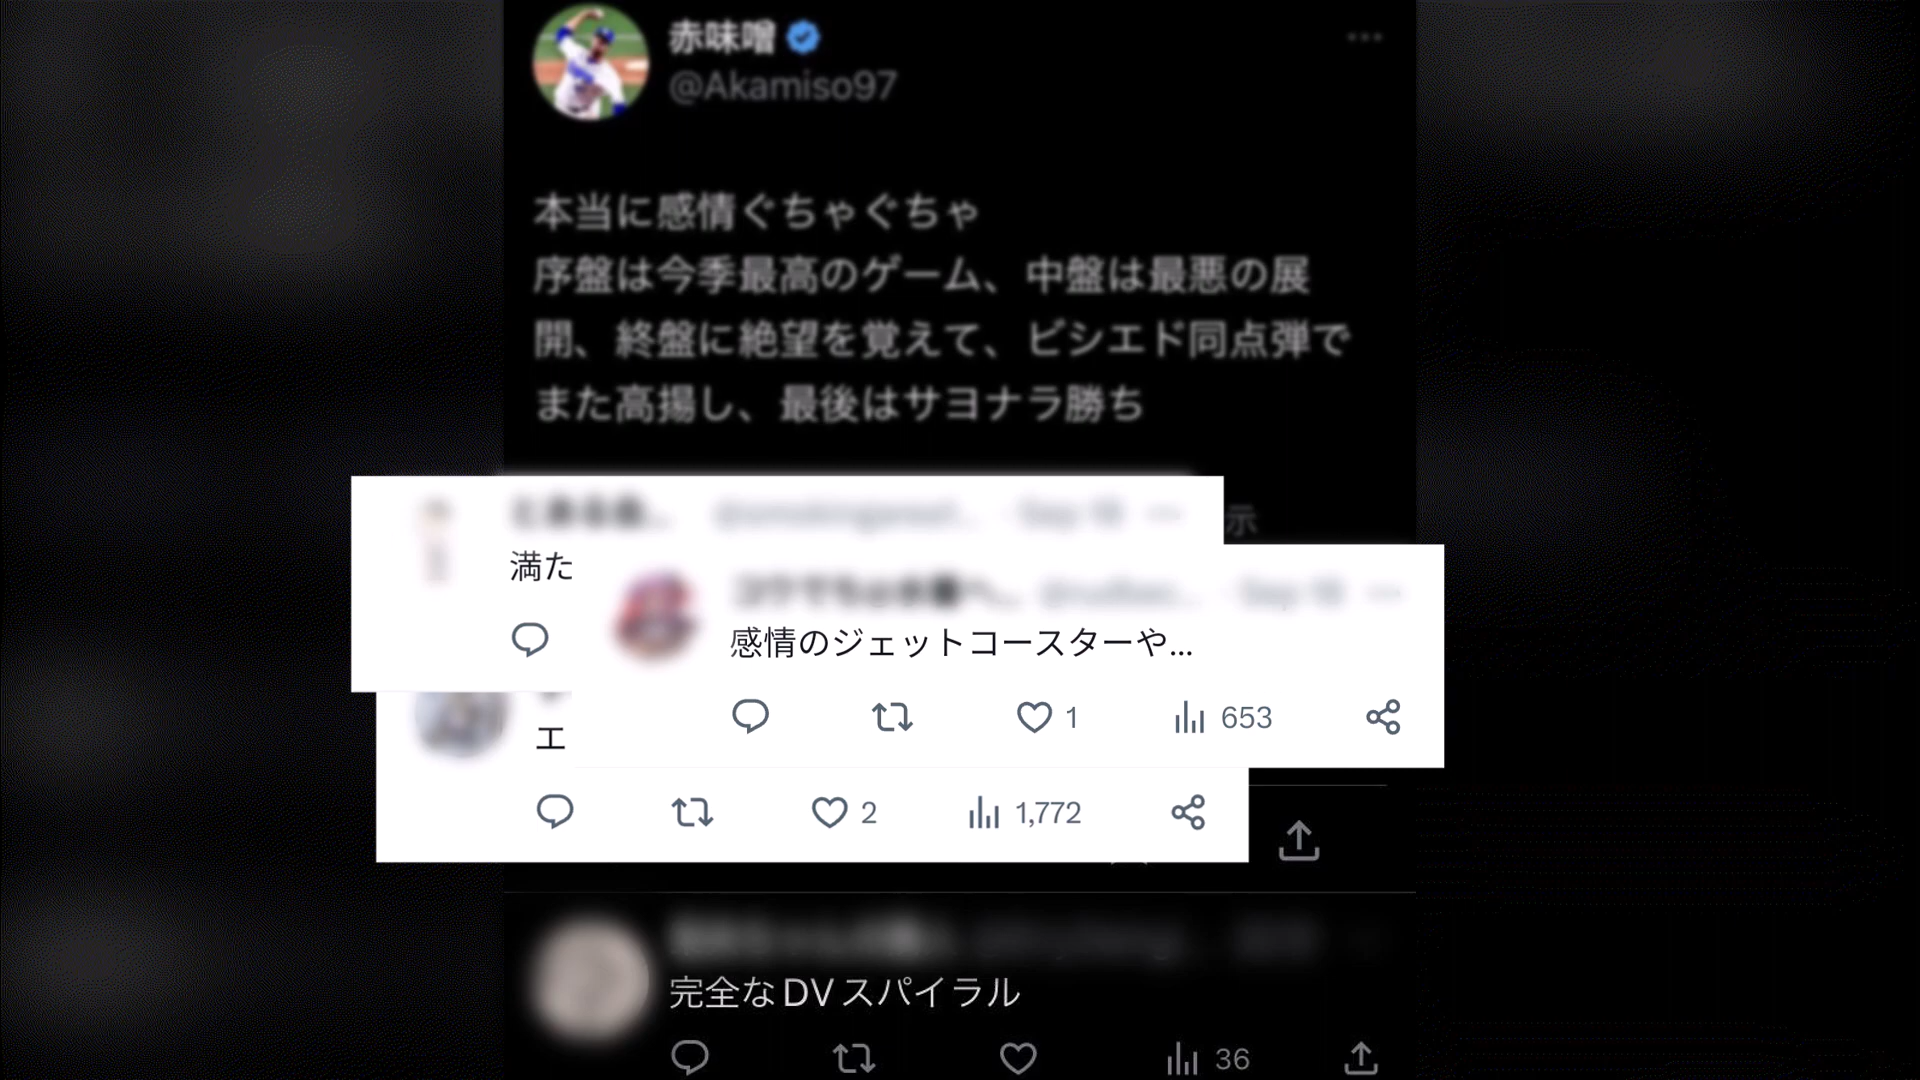 赤味噌
@Akamiso97
本当に感情ぐちゃぐちゃ
序盤は今季最高のゲーム、中盤は最悪の展
開、終盤に絶望を覚えて、ビシエド同点弾で
また高揚し、最後はサヨナラ勝ち
示
満た
感情のジェットコースターや...
1
653
エ
2
1,772
完全なDVスパイラル
36